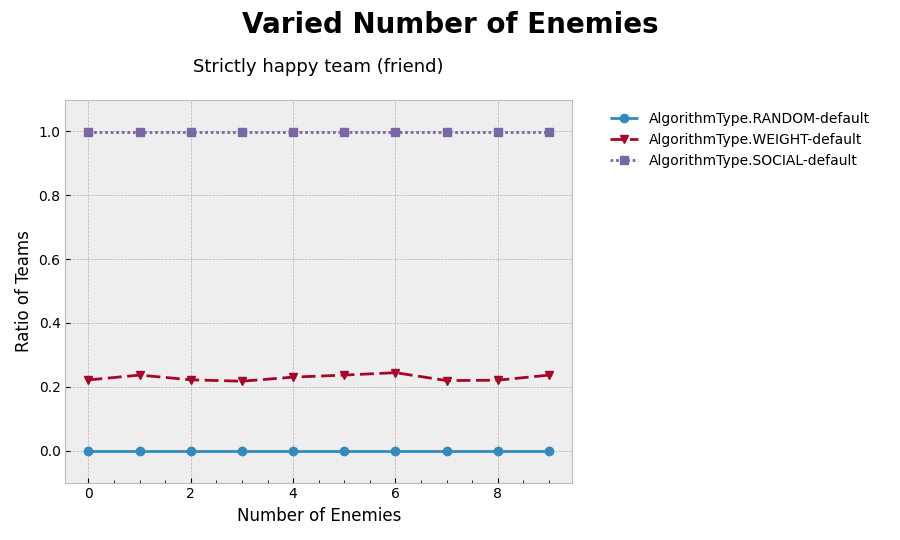 Varied Number of Enemies
Strictly happy team (friend)
AlgorithmType.RANDOM-default
AlgorithmType.WEIGHT-default
AlgorithmType.SOCIAL-default
Ratio of Teams
1.0
0.8
0.6
0.4
0.2
0.0
0 2 4 6 8
Number of Enemies